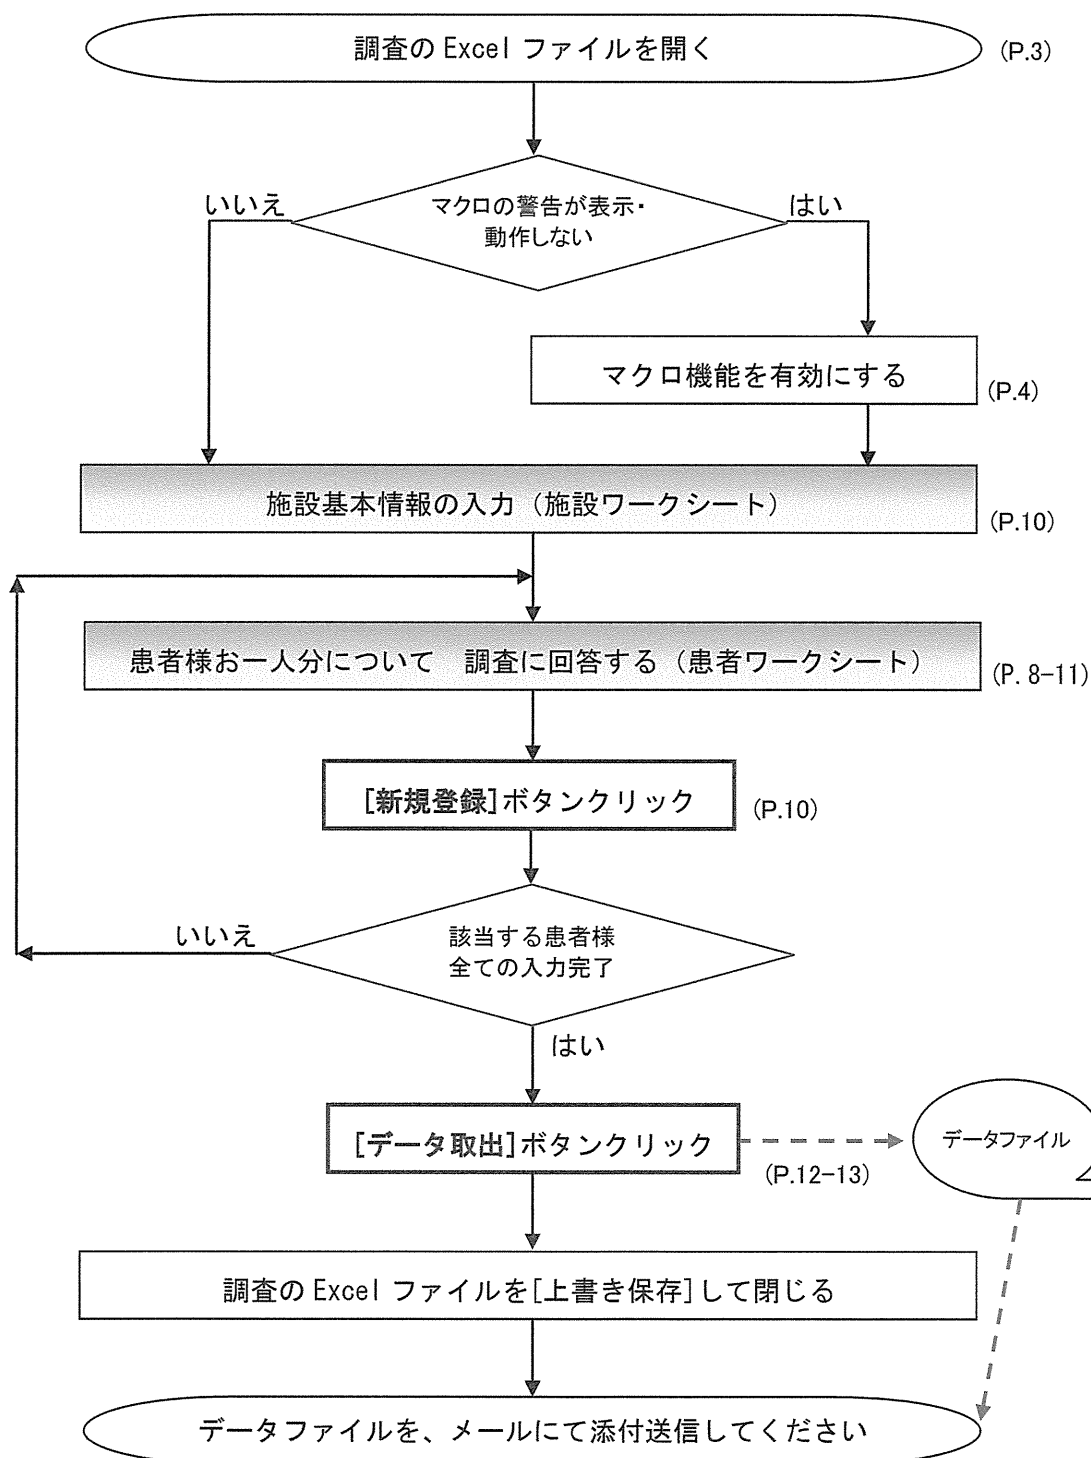 調査の Excel ファイルを開く
(P.3)
いいえ
マクロの警告が表示・
動作しない
はい
マクロ機能を有効にする
(P.4)
施設基本情報の入力（施設ワークシート）
(P.10)
患者様お一人分について　調査に回答する（患者ワークシート）
(P. 8-11)
[新規登録]ボタンクリック
(P.10)
いいえ
該当する患者様
全ての入力完了
はい
[データ取出]ボタンクリック
(P.12-13)
データファイル
調査の Excel ファイルを[上書き保存]して閉じる
データファイルを、メールにて添付送信してください